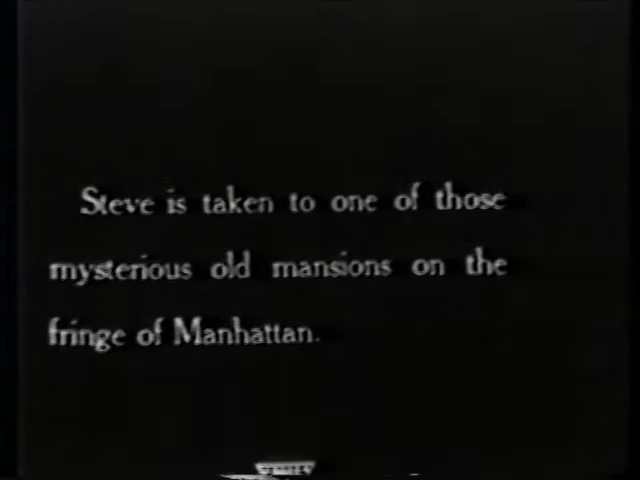 Steve is taken to one of those
mysterious old mansions on the
fringe of Manhattan.